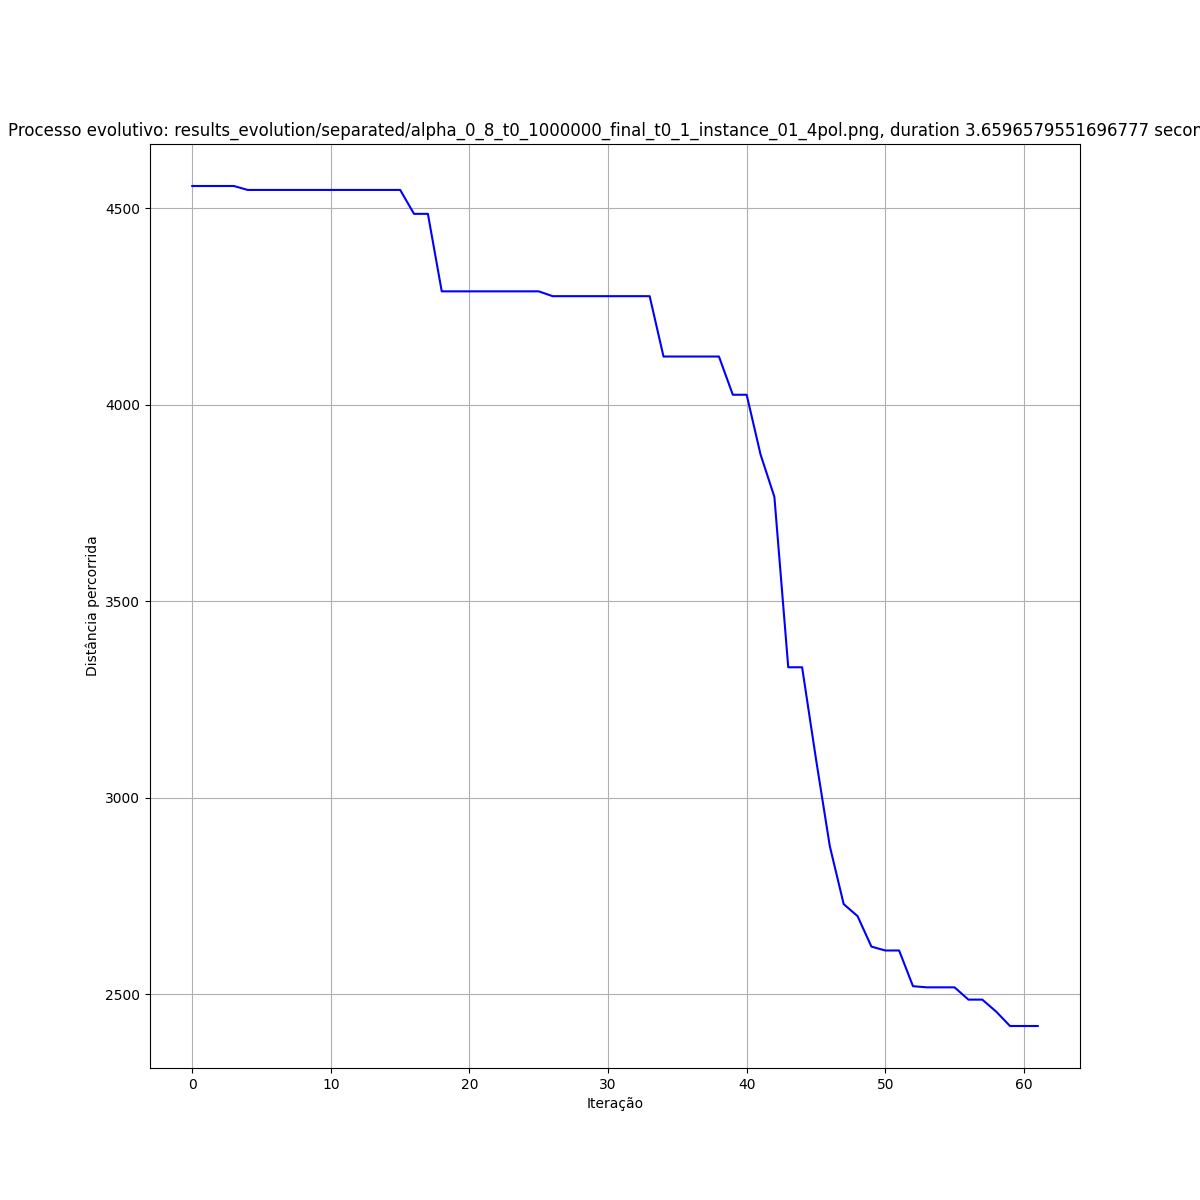 Processo evolutivo: results_evolution/separated/alpha_0_8_t0_1000000_final_t0_1_instance_01_4pol.png, duration 3.6596579551696777 secon
4500
4000
3500
3000
2500
Distância percorrida
0 10 20 30 40 50 60
Iteração